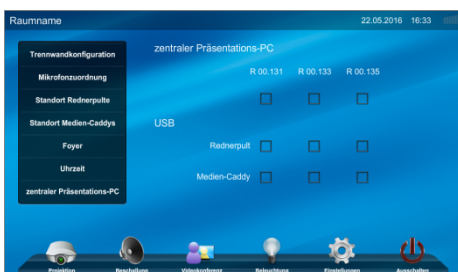 Raumname 22.05.2016 16:33
Trennwandkonfiguration
Mikrofonzuordnung
Standort Rednerpulte
Standort Medien-Caddys
Foyer
Uhrzeit
zentraler Präsentations-PC
zentraler Präsentations-PC
R 00.131 R 00.133 R 00.135
USB
Rednerpult
Medien-Caddy
Projektion Beschallung Videokonferenz Beleuchtung Einstellungen Ausschalten